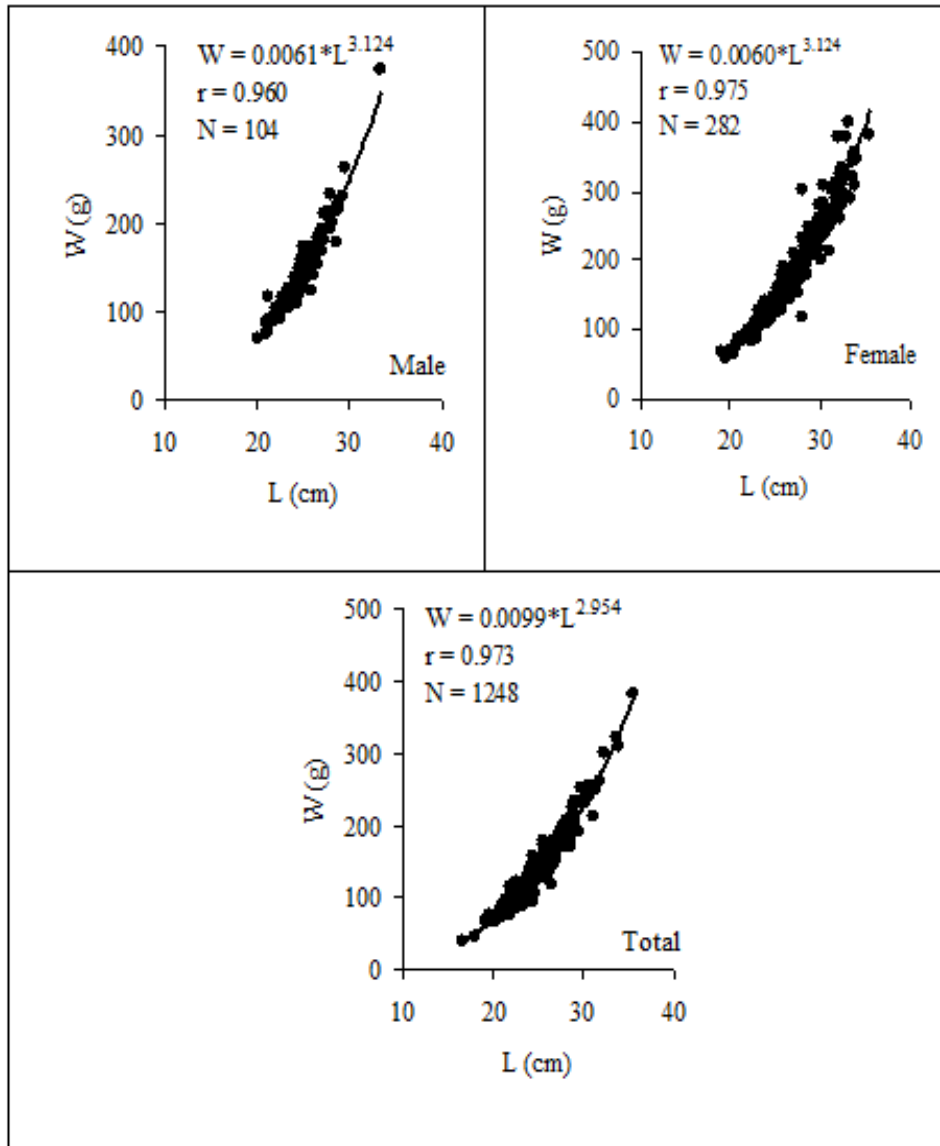 W = 0.0061*L^3.124
r = 0.960
N = 104
400
300
200
100
0
W (g)
10 20 30 40
L (cm)
Male
W = 0.0060*L^3.124
r = 0.975
N = 282
500
400
300
200
100
0
W (g)
10 20 30 40
L (cm)
Female
W = 0.0099*L^2.954
r = 0.973
N = 1248
500
400
300
200
100
0
W (g)
10 20 30 40
L (cm)
Total